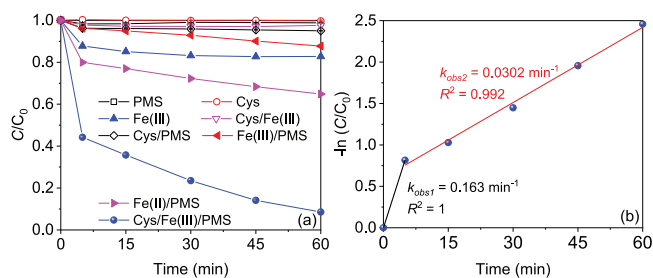 1.0
0.8
0.6
0.4
0.2
0.0
C/C₀
PMS
Cys
Fe(III)
Cys/Fe(III)
Cys/PMS
Fe(III)/PMS
Fe(II)/PMS
Cys/Fe(III)/PMS
(a)
0 15 30 45 60
Time (min)
2.5
2.0
1.5
1.0
0.5
0.0
-ln (C/C₀)
k_obs2 = 0.0302 min⁻¹
R² = 0.992
k_obs1 = 0.163 min⁻¹
R² = 1
(b)
0 15 30 45 60
Time (min)